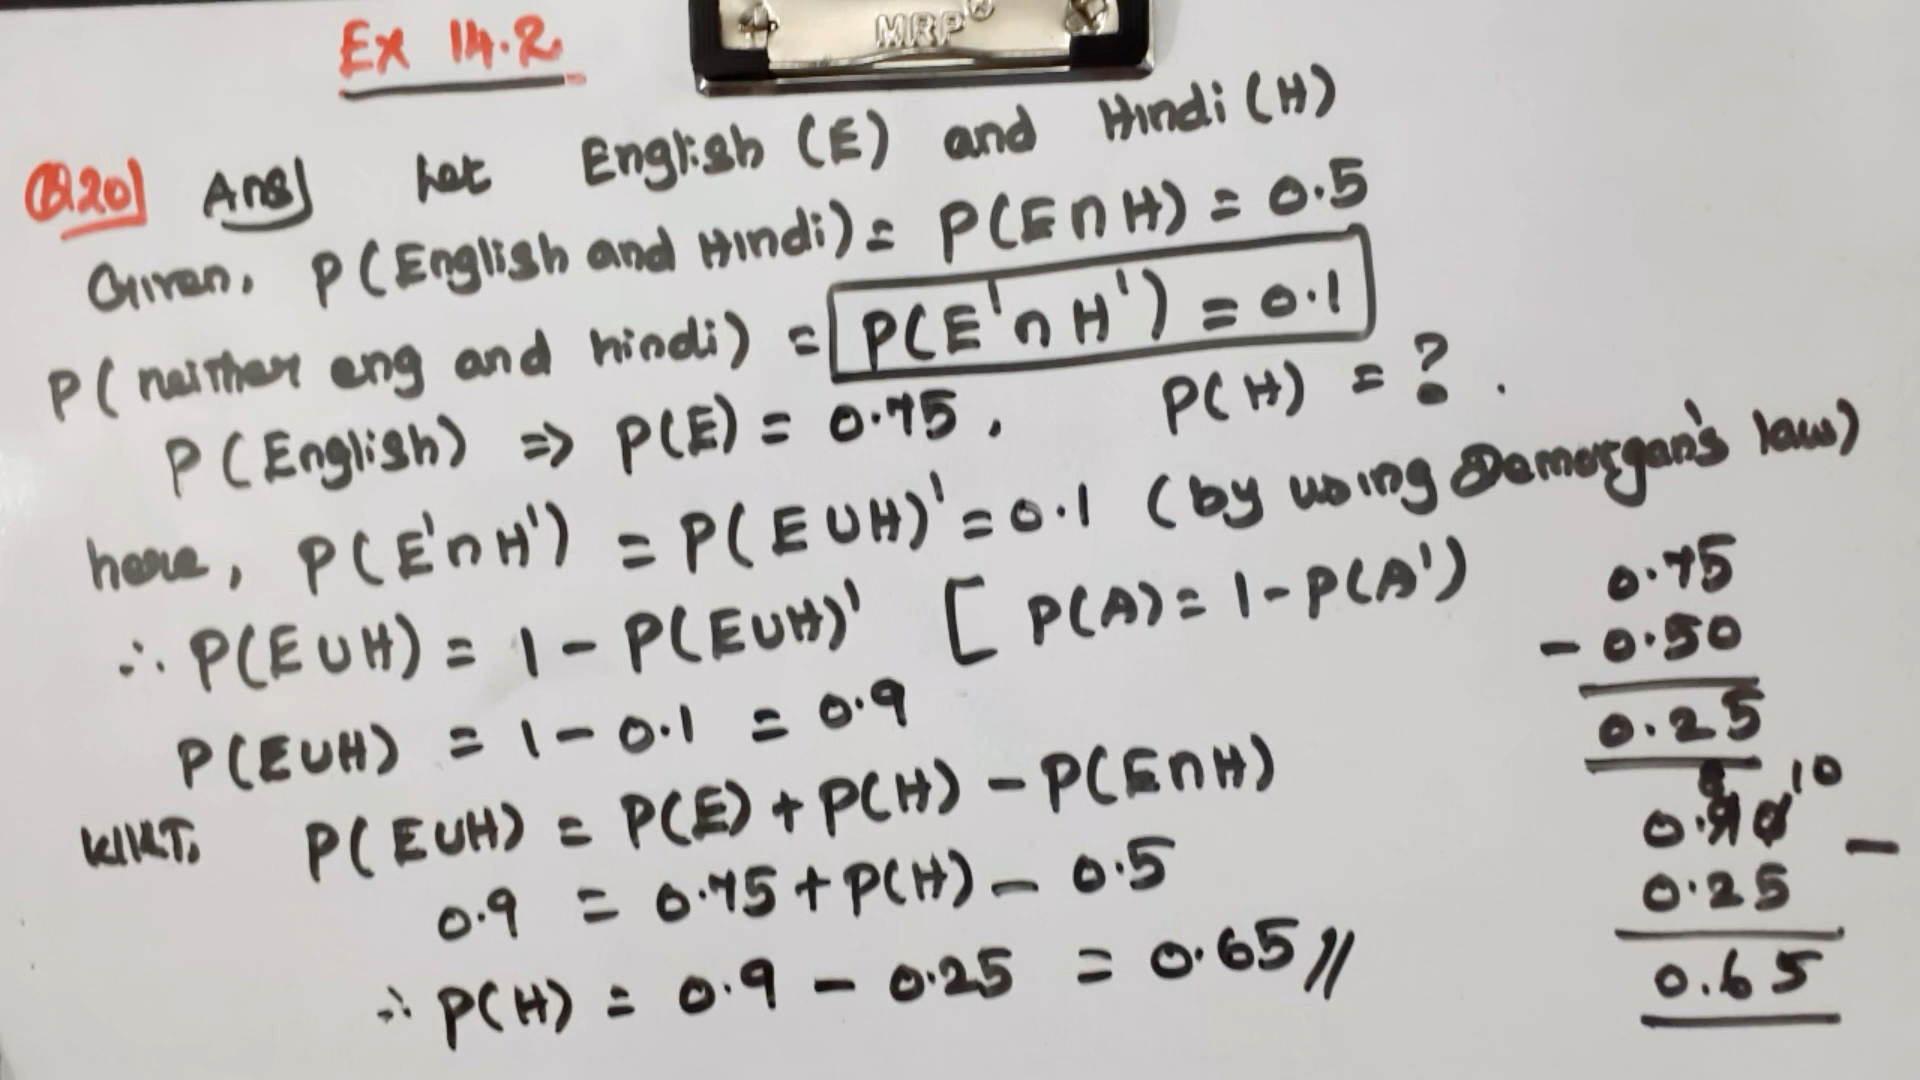 MRP®
Ex 14.2
Q20] Ans] Let English (E) and Hindi (H)
Given, P(English and Hindi) = P(E∩H) = 0.5
P(neither eng and hindi) = P(E'∩H') = 0.1
P(English) => P(E) = 0.75, P(H) = ?.
here, P(E'∩H') = P(E∪H)' = 0.1 (by using Demorgan's law)
∴ P(E∪H) = 1 - P(E∪H)' [P(A) = 1 - P(A')
P(E∪H) = 1 - 0.1 = 0.9
WKT, P(E∪H) = P(E) + P(H) - P(E∩H)
0.9 = 0.75 + P(H) - 0.5
∴ P(H) = 0.9 - 0.25 = 0.65//
0.75
- 0.50
0.25
8 10
0.90 -
0.25
0.65